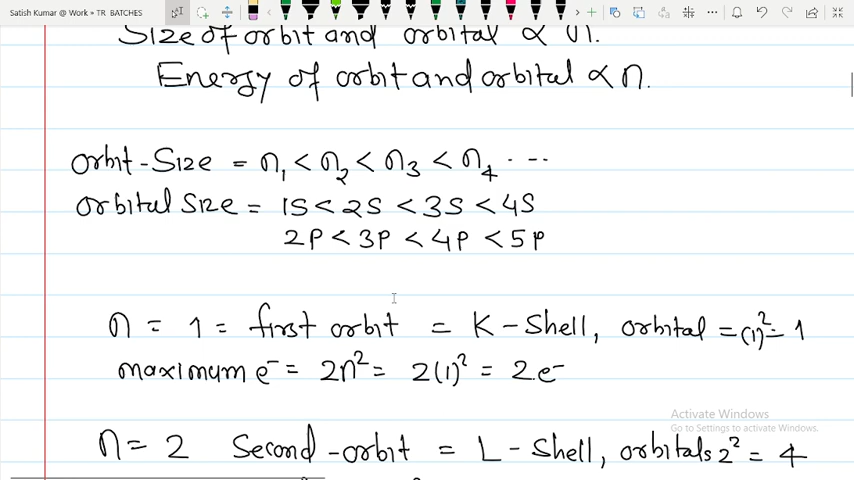 Satish Kumar @ Work » TR BATCHES
Size of orbit and orbital ∝ n.
Energy of orbit and orbital ∝ n.
orbit-Size = n₁ < n₂ < n₃ < n₄ ...
orbital Size = 1S < 2S < 3S < 4S
2P < 3P < 4P < 5P
n = 1 = first orbit = K-Shell, orbital = (1)² = 1
maximum e⁻ = 2n² = 2(1)² = 2e⁻
Activate Windows
Go to Settings to activate Windows.
n = 2 Second-orbit = L-Shell, orbitals 2² = 4